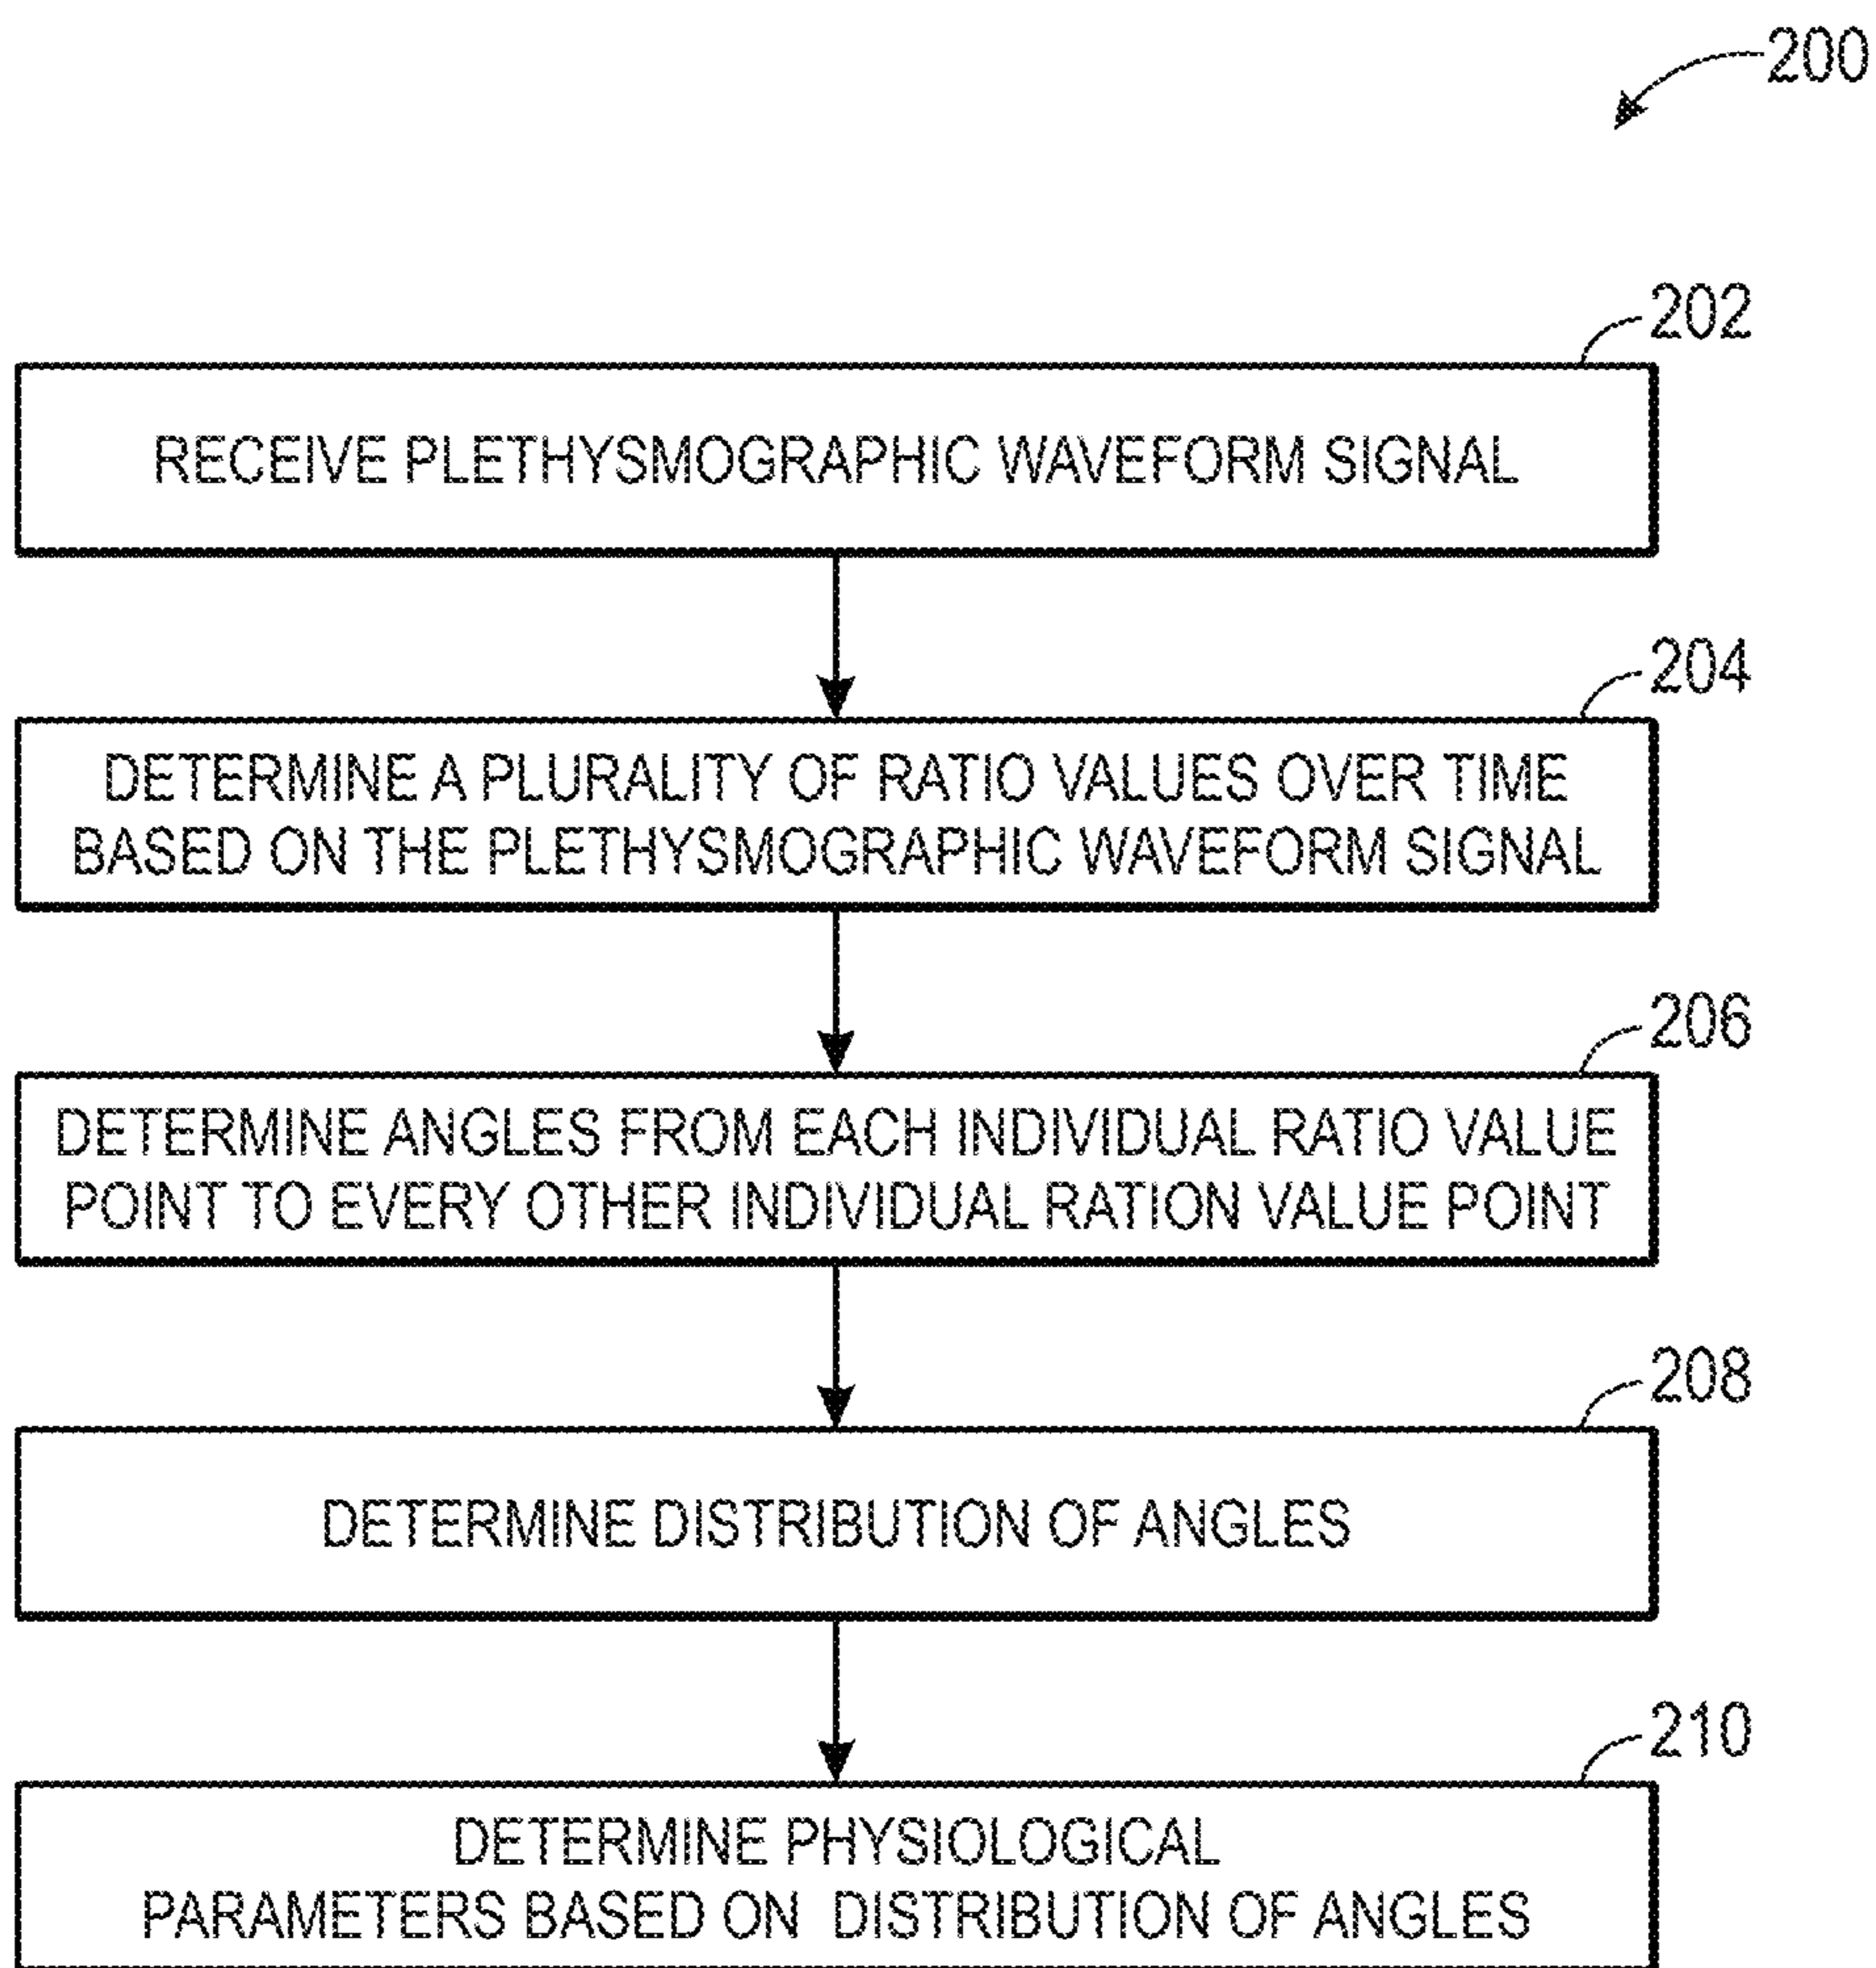 200
202
RECEIVE PLETHYSMOGRAPHIC WAVEFORM SIGNAL
204
DETERMINE A PLURALITY OF RATIO VALUES OVER TIME
BASED ON THE PLETHYSMOGRAPHIC WAVEFORM SIGNAL
206
DETERMINE ANGLES FROM EACH INDIVIDUAL RATIO VALUE
POINT TO EVERY OTHER INDIVIDUAL RATION VALUE POINT
208
DETERMINE DISTRIBUTION OF ANGLES
210
DETERMINE PHYSIOLOGICAL
PARAMETERS BASED ON DISTRIBUTION OF ANGLES